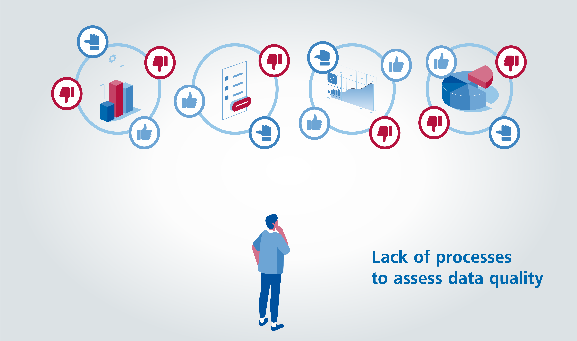 Lack of processes
to assess data quality